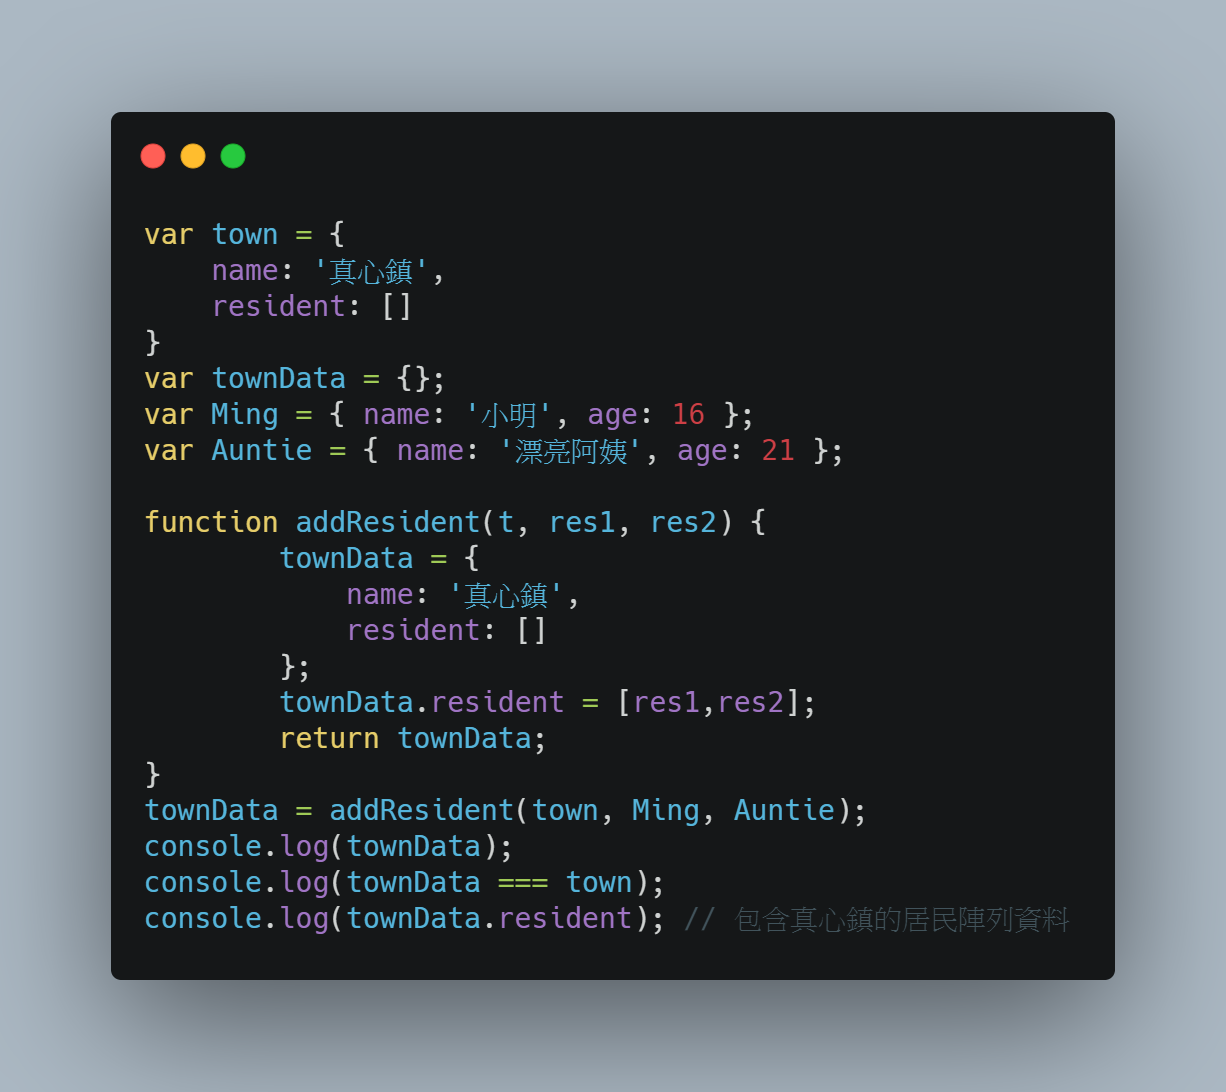 var town = {
    name: '真心鎮',
    resident: []
}
var townData = {};
var Ming = { name: '小明', age: 16 };
var Auntie = { name: '漂亮阿姨', age: 21 };

function addResident(t, res1, res2) {
        townData = {
            name: '真心鎮',
            resident: []
        };
        townData.resident = [res1,res2];
        return townData;
}
townData = addResident(town, Ming, Auntie);
console.log(townData);
console.log(townData === town);
console.log(townData.resident); // 包含真心鎮的居民陣列資料